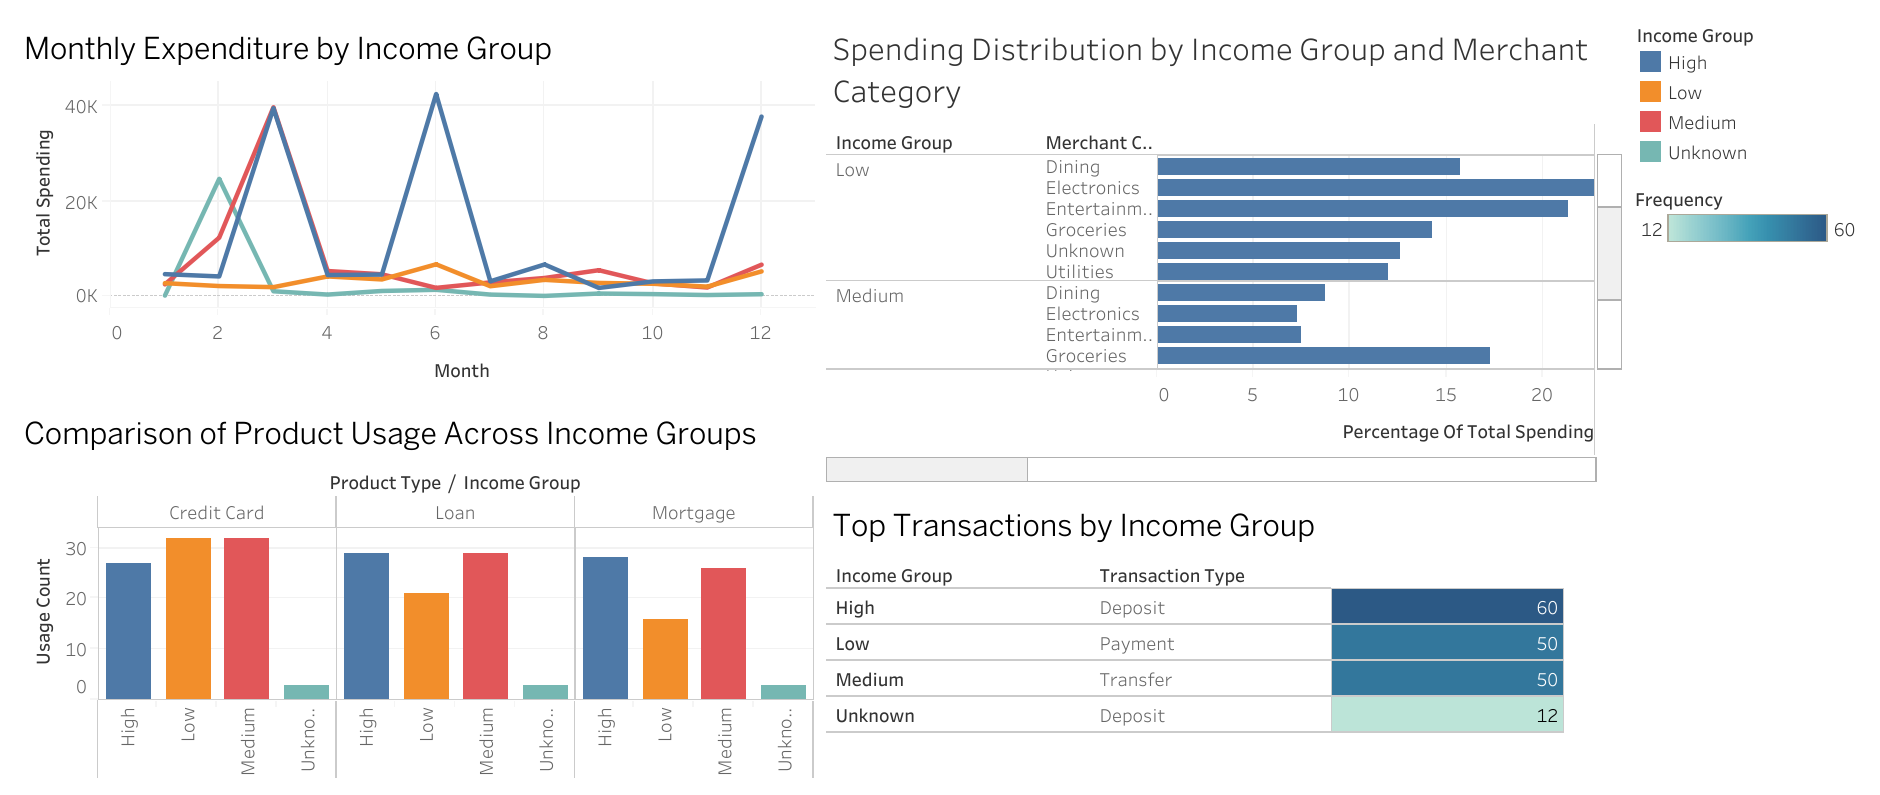 Monthly Expenditure by Income Group
Total Spending
40K
20K
0K
0 2 4 6 8 10 12
Month
Spending Distribution by Income Group and Merchant
Category
Income Group Merchant C..
Low Dining
Electronics
Entertainm..
Groceries
Unknown
Utilities
Medium Dining
Electronics
Entertainm..
Groceries
0 5 10 15 20
Percentage Of Total Spending
Income Group
High
Low
Medium
Unknown
Frequency
12 60
Comparison of Product Usage Across Income Groups
Product Type / Income Group
Credit Card Loan Mortgage
Usage Count
30
20
10
0
High Low Medium Unkno.. High Low Medium Unkno.. High Low Medium Unkno..
Top Transactions by Income Group
Income Group Transaction Type
High Deposit 60
Low Payment 50
Medium Transfer 50
Unknown Deposit 12